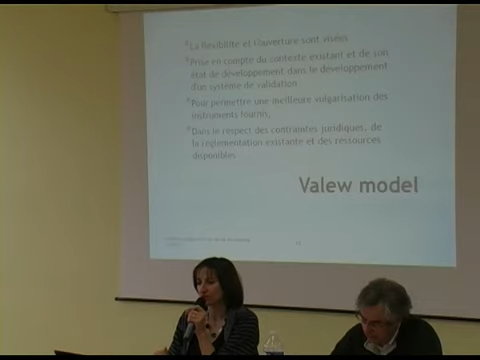 La flexibilité et l'ouverture sont visées
Prise en compte du contexte existant et de son
état de développement dans le développement
d'un système de validation
Pour permettre une meilleure vulgarisation des
instruments fournis,
Dans le respect des contraintes juridiques, de
la réglementation existante et des ressources
disponibles
Valew model